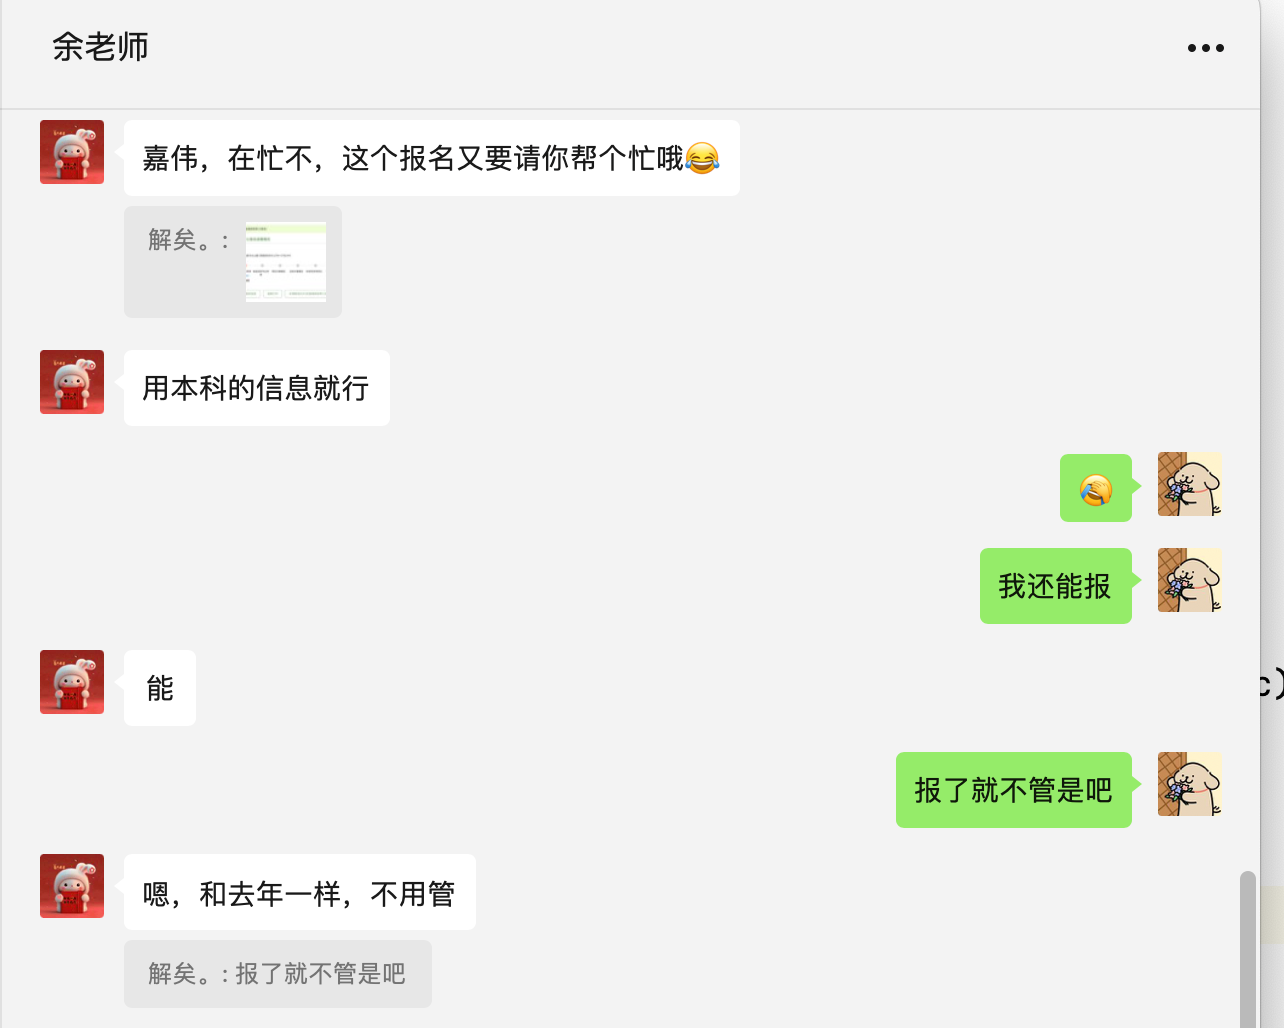 余老师
嘉伟，在忙不，这个报名又要请你帮个忙哦😂
解矣。:
用本科的信息就行
我还能报
能
报了就不管是吧
嗯，和去年一样，不用管
解矣。: 报了就不管是吧
c)